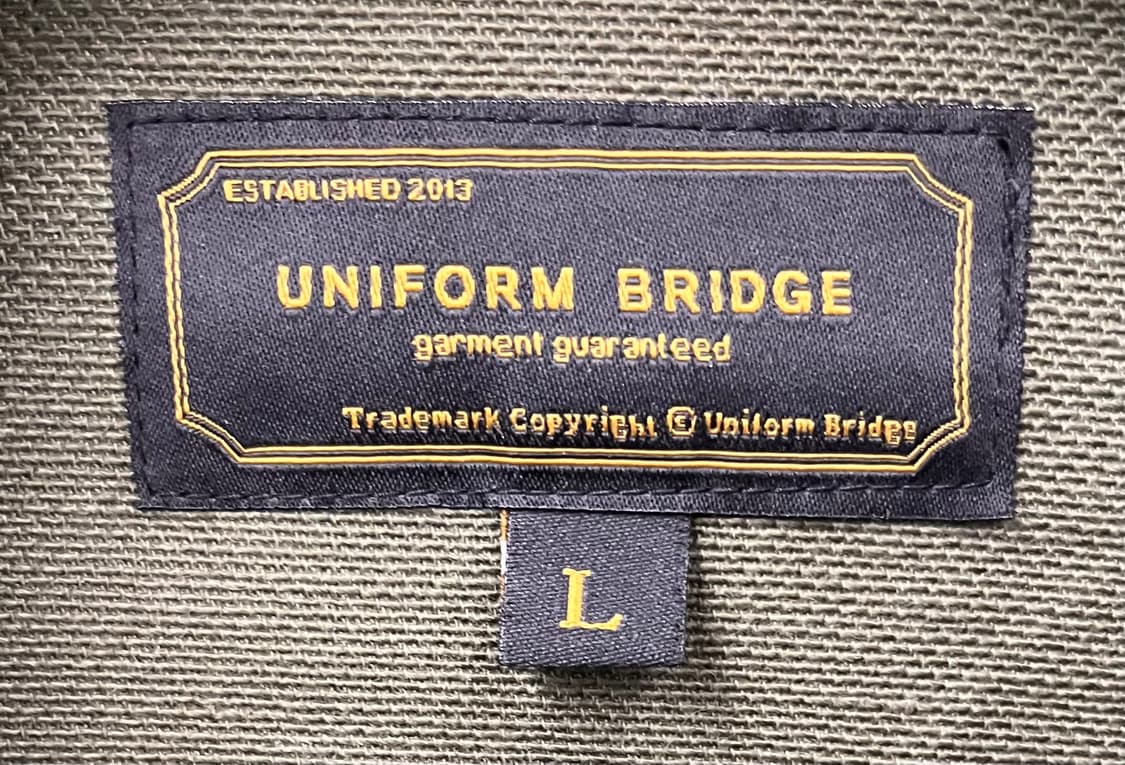 ESTABLISHED 2013
UNIFORM BRIDGE
garment guaranteed
Trademark Copyright © Uniform Bridge
L